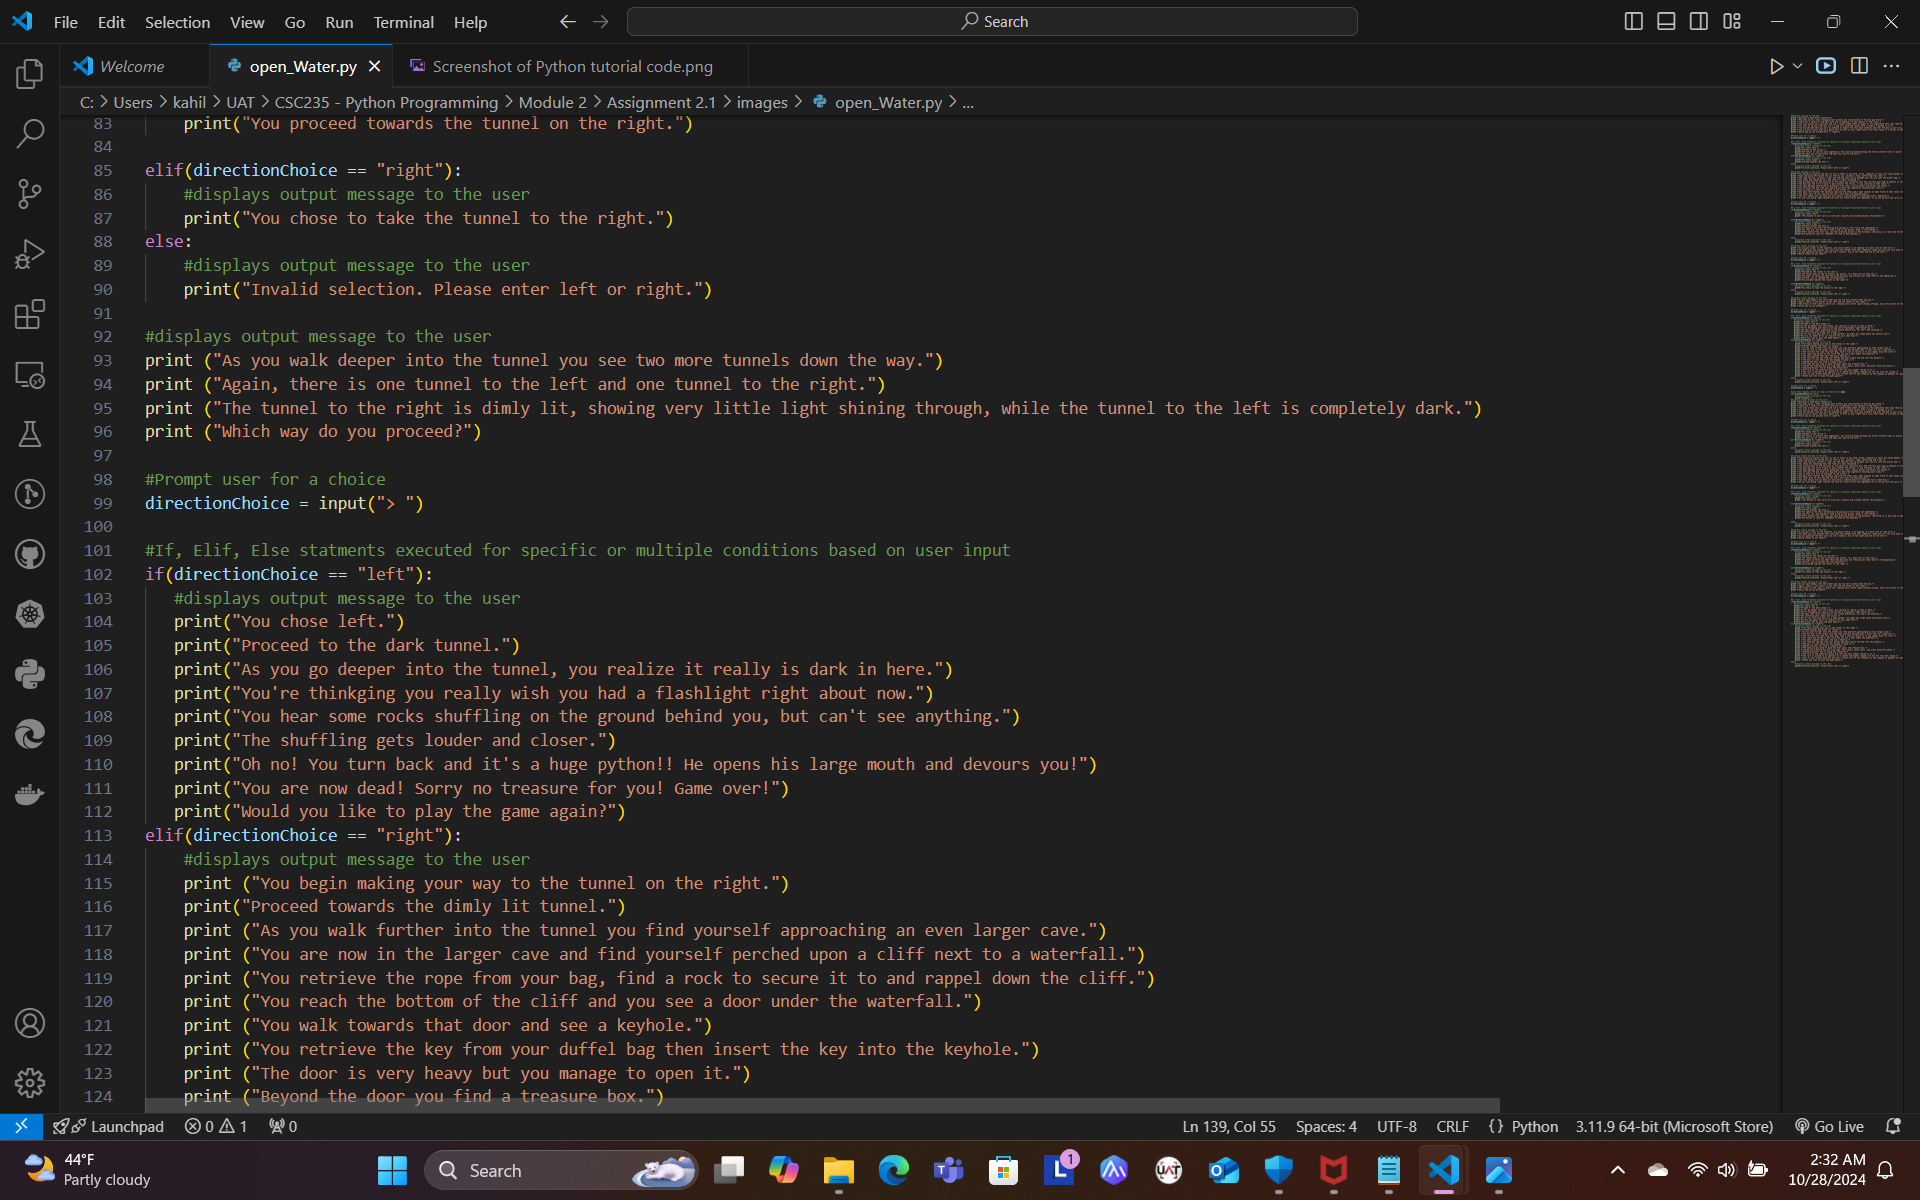 File Edit Selection View Go Run Terminal Help Search
Welcome open_Water.py Screenshot of Python tutorial code.png
C: > Users > kahil > UAT > CSC235 - Python Programming > Module 2 > Assignment 2.1 > images > open_Water.py > ...
83 print("You proceed towards the tunnel on the right.")
84
85 elif(directionChoice == "right"):
86 #displays output message to the user
87 print("You chose to take the tunnel to the right.")
88 else:
89 #displays output message to the user
90 print("Invalid selection. Please enter left or right.")
91
92 #displays output message to the user
93 print ("As you walk deeper into the tunnel you see two more tunnels down the way.")
94 print ("Again, there is one tunnel to the left and one tunnel to the right.")
95 print ("The tunnel to the right is dimly lit, showing very little light shining through, while the tunnel to the left is completely dark.")
96 print ("Which way do you proceed?")
97
98 #Prompt user for a choice
99 directionChoice = input("> ")
100
101 #If, Elif, Else statments executed for specific or multiple conditions based on user input
102 if(directionChoice == "left"):
103 #displays output message to the user
104 print("You chose left.")
105 print("Proceed to the dark tunnel.")
106 print("As you go deeper into the tunnel, you realize it really is dark in here.")
107 print("You're thinkging you really wish you had a flashlight right about now.")
108 print("You hear some rocks shuffling on the ground behind you, but can't see anything.")
109 print("The shuffling gets louder and closer.")
110 print("Oh no! You turn back and it's a huge python!! He opens his large mouth and devours you!")
111 print("You are now dead! Sorry no treasure for you! Game over!")
112 print("Would you like to play the game again?")
113 elif(directionChoice == "right"):
114 #displays output message to the user
115 print ("You begin making your way to the tunnel on the right.")
116 print("Proceed towards the dimly lit tunnel.")
117 print ("As you walk further into the tunnel you find yourself approaching an even larger cave.")
118 print ("You are now in the larger cave and find yourself perched upon a cliff next to a waterfall.")
119 print ("You retrieve the rope from your bag, find a rock to secure it to and rappel down the cliff.")
120 print ("You reach the bottom of the cliff and you see a door under the waterfall.")
121 print ("You walk towards that door and see a keyhole.")
122 print ("You retrieve the key from your duffel bag then insert the key into the keyhole.")
123 print ("The door is very heavy but you manage to open it.")
124 print ("Beyond the door you find a treasure box.")
Launchpad 0 1 0 Ln 139, Col 55 Spaces: 4 UTF-8 CRLF {} Python 3.11.9 64-bit (Microsoft Store) Go Live
44°F
Partly cloudy
Search
L 1
UAT
2:32 AM
10/28/2024